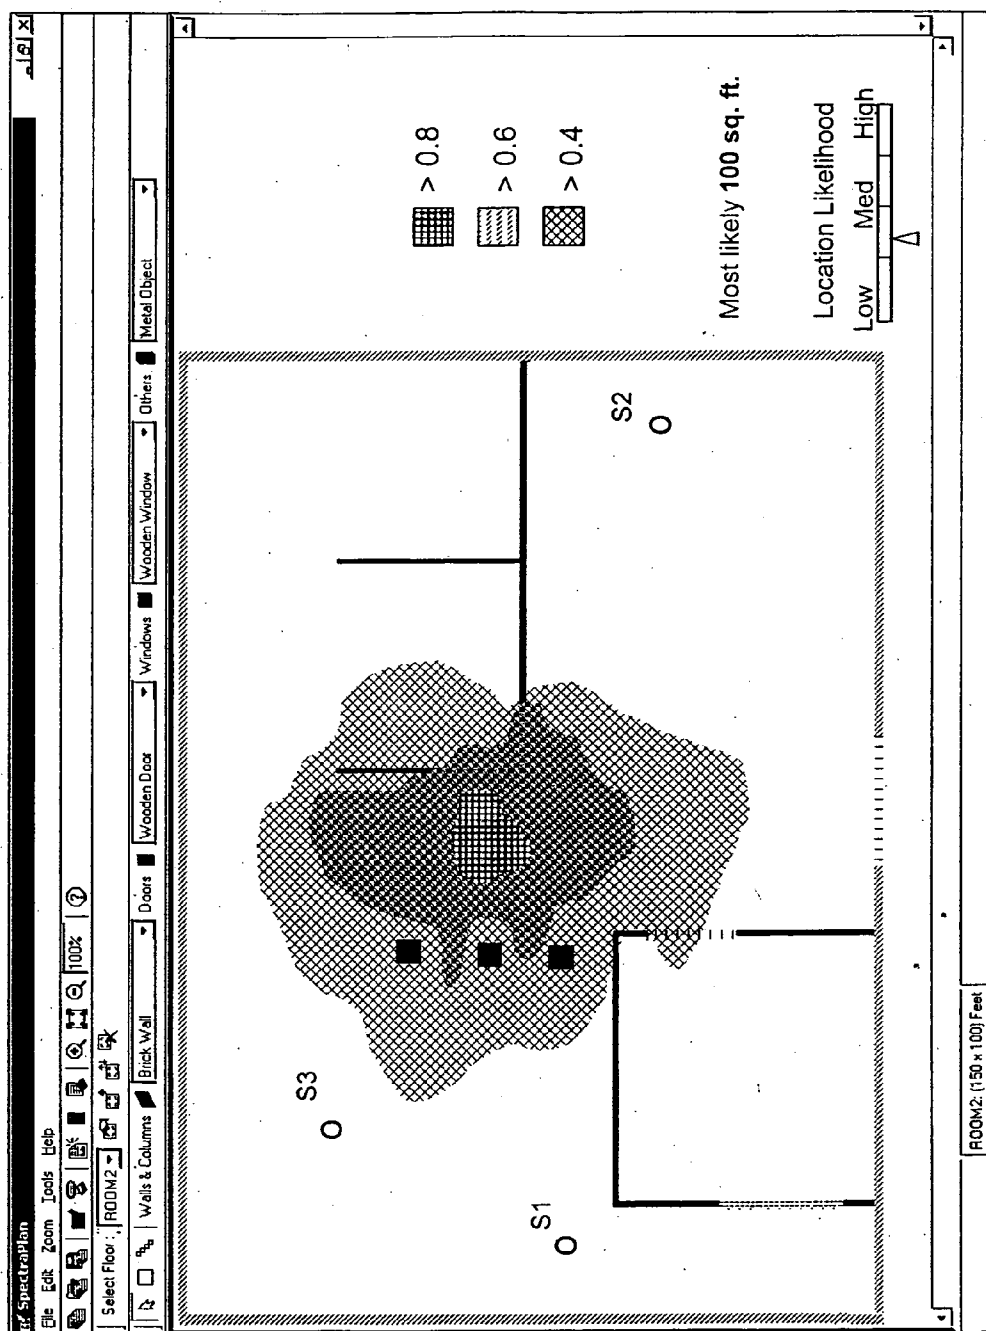 SpectraPlan
File Edit Zoom Tools Help
100%
Select Floor: ROOM2
Walls & Columns Brick Wall Doors Wooden Door Windows Wooden Window Others Metal Object
S3
S1
S2
> 0.8
> 0.6
> 0.4
Most likely 100 sq. ft.
Location Likelihood
Low Med High
ROOM2: (150 x 100) Feet